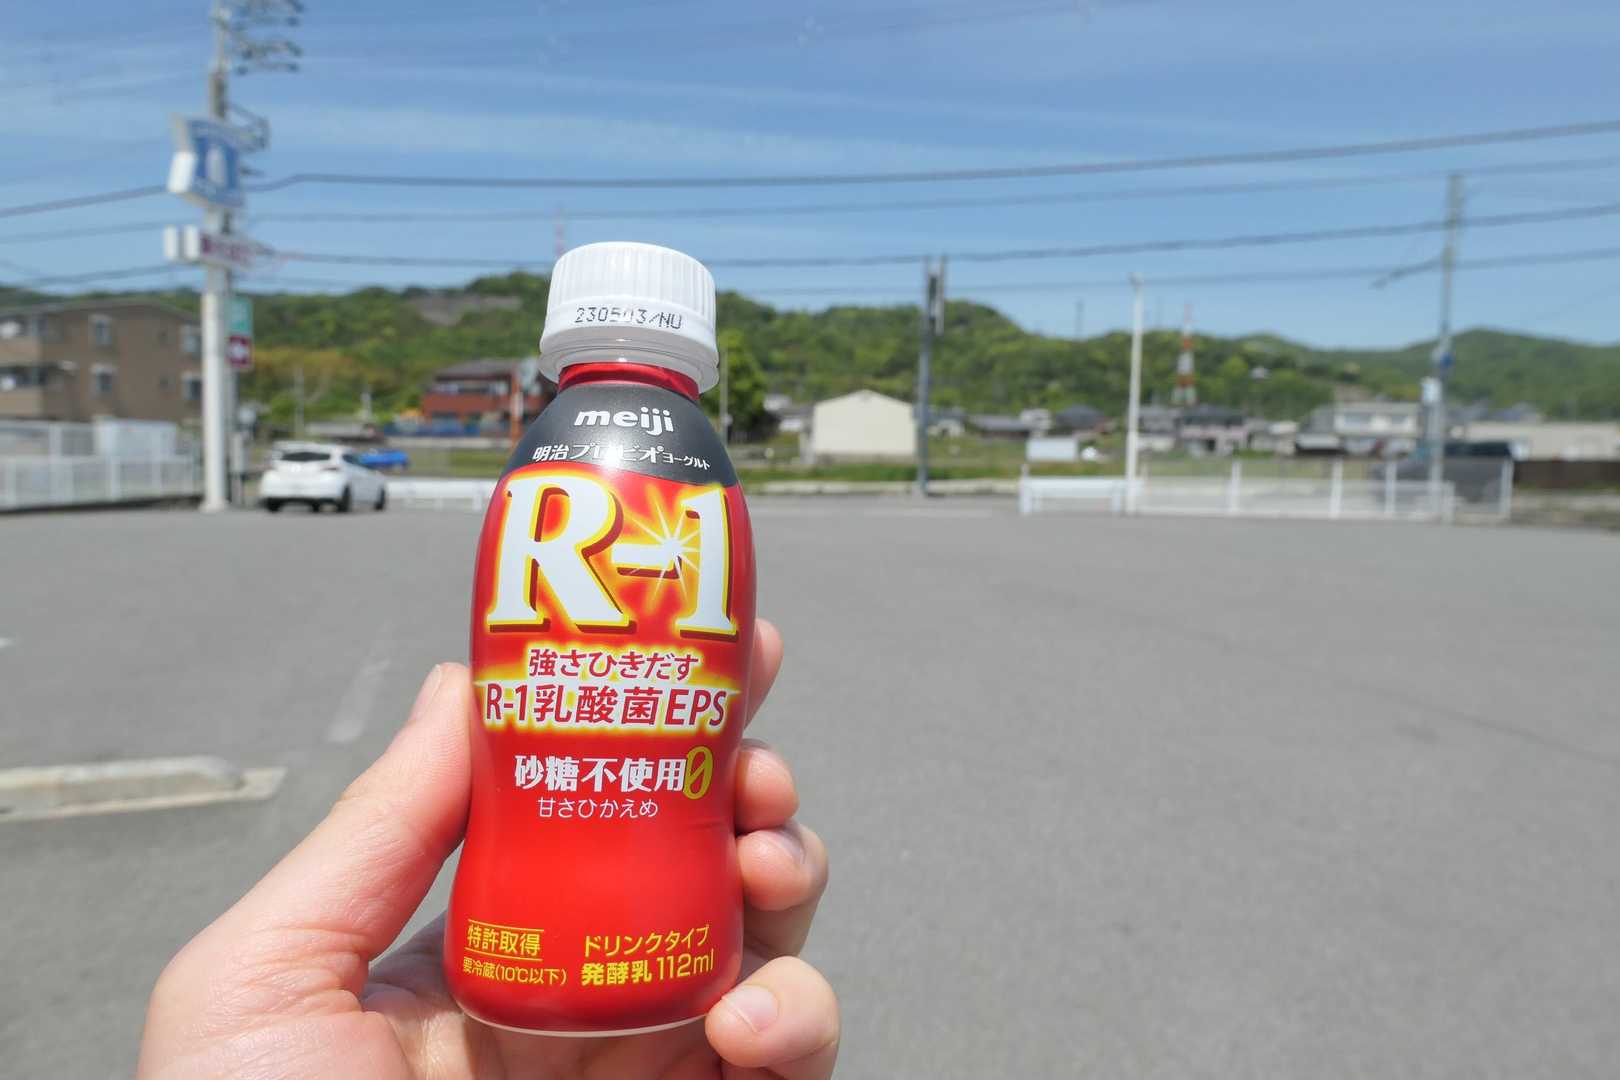 230503/NU
meiji
明治プロビオヨーグルト
R-1
強さひきだす
R-1乳酸菌EPS
砂糖不使用0
甘さひかえめ
特許取得
要冷蔵(10℃以下)
ドリンクタイプ
発酵乳112ml